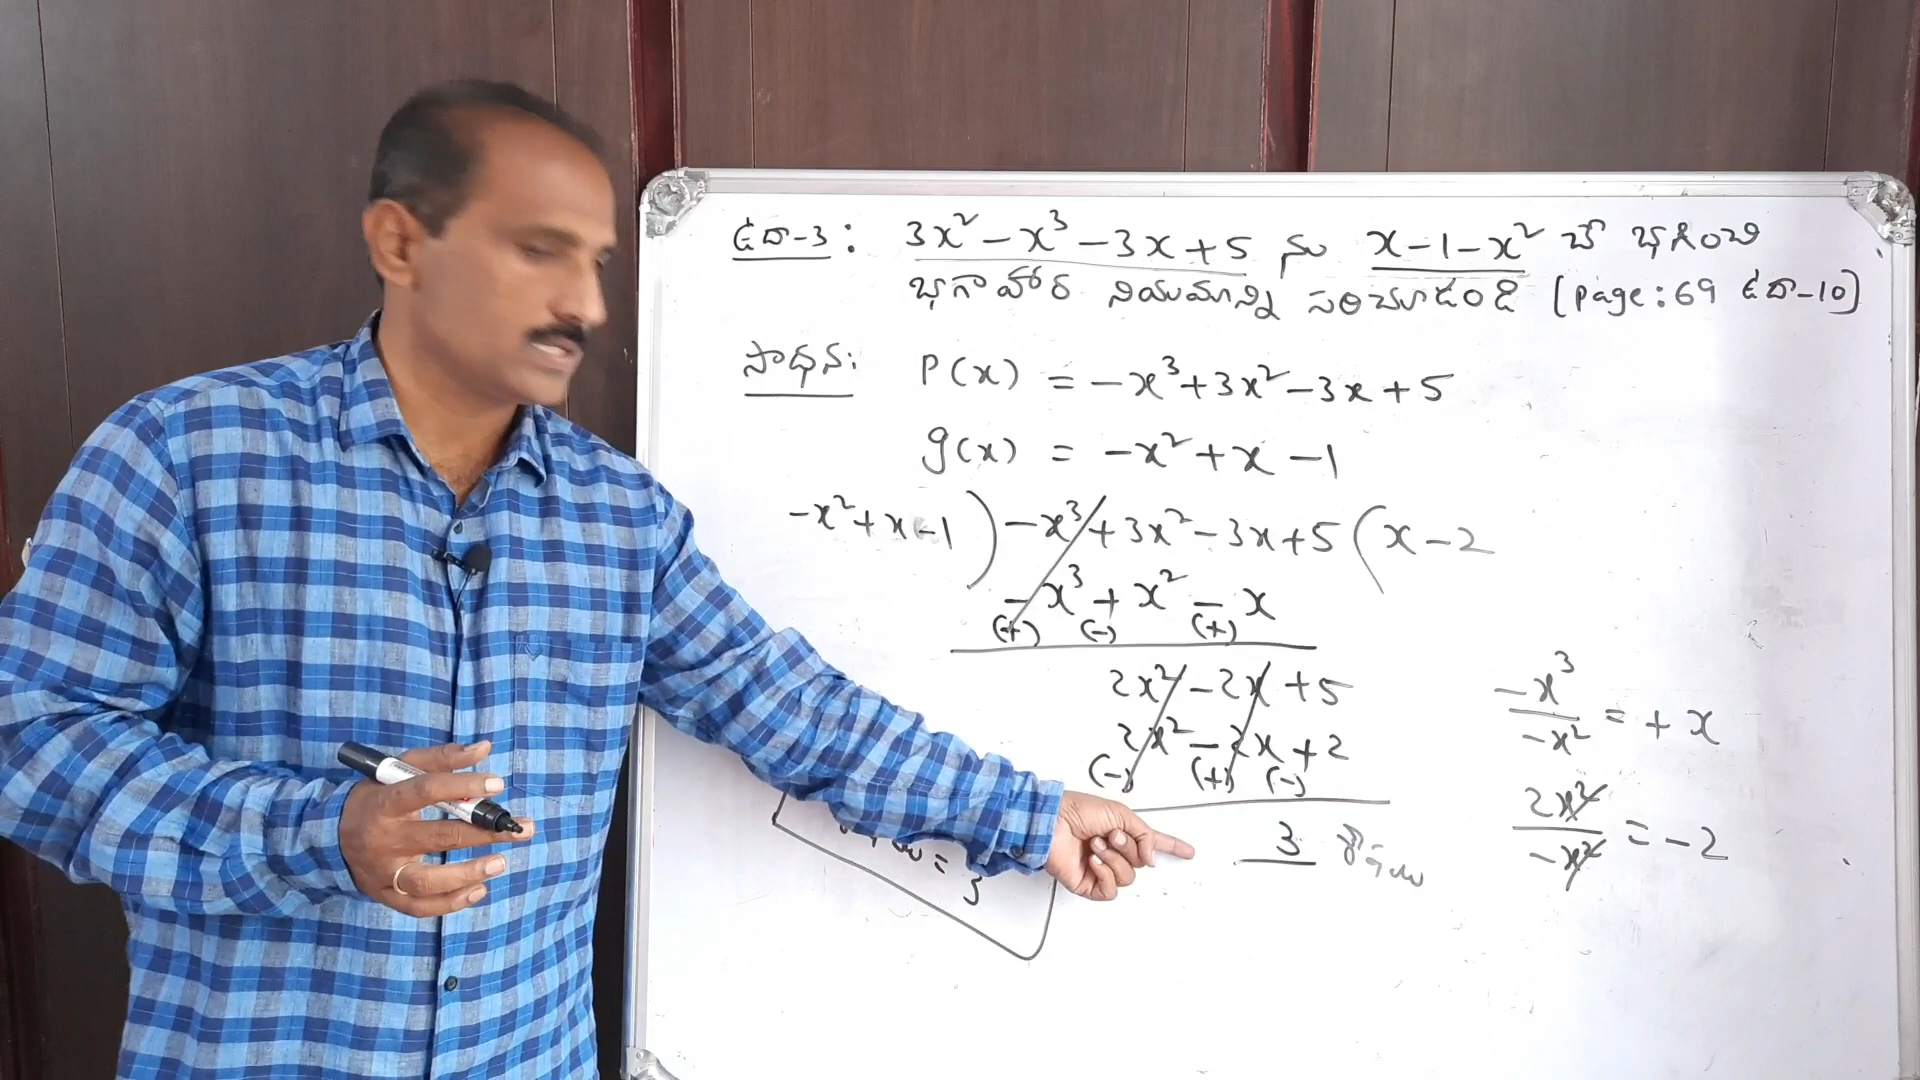 ఉదా-3: 3x² - x³ - 3x + 5 ను x - 1 - x² చే భాగించి
భాగాహార నియమాన్ని సరిచూడండి [page: 69 ఉదా-10]
సాధన: P(x) = -x³ + 3x² - 3x + 5
g(x) = -x² + x - 1
-x² + x - 1 ) -x³ + 3x² - 3x + 5 ( x - 2
-x³ + x² - x
(+) (-) (+)
2x² - 2x + 5
2x² - 2x + 2
(-) (+) (-)
3 శేషము
-x³ / -x² = + x
2x² / -x² = -2
= 3